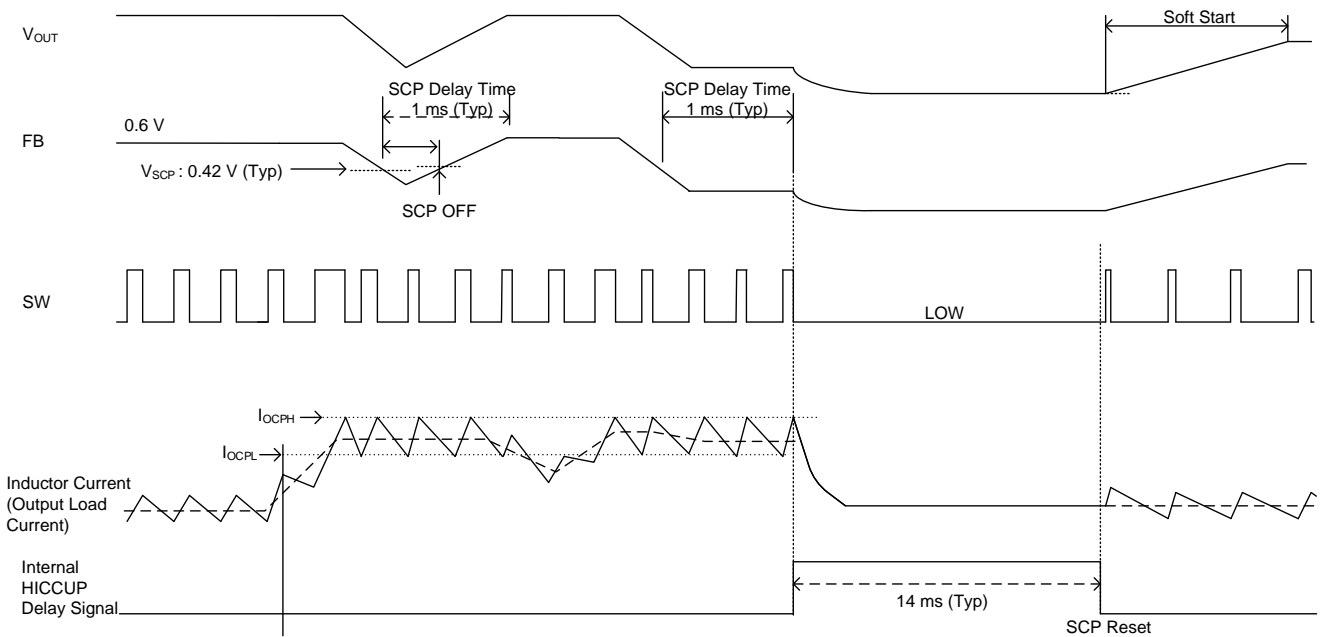 Soft Start
VOUT
SCP Delay Time
1 ms (Typ)
SCP Delay Time
1 ms (Typ)
0.6 V
FB
VSCP : 0.42 V (Typ)
SCP OFF
SW
LOW
IOCPH
IOCPL
Inductor Current
(Output Load
Current)
Internal
HICCUP
Delay Signal
14 ms (Typ)
SCP Reset